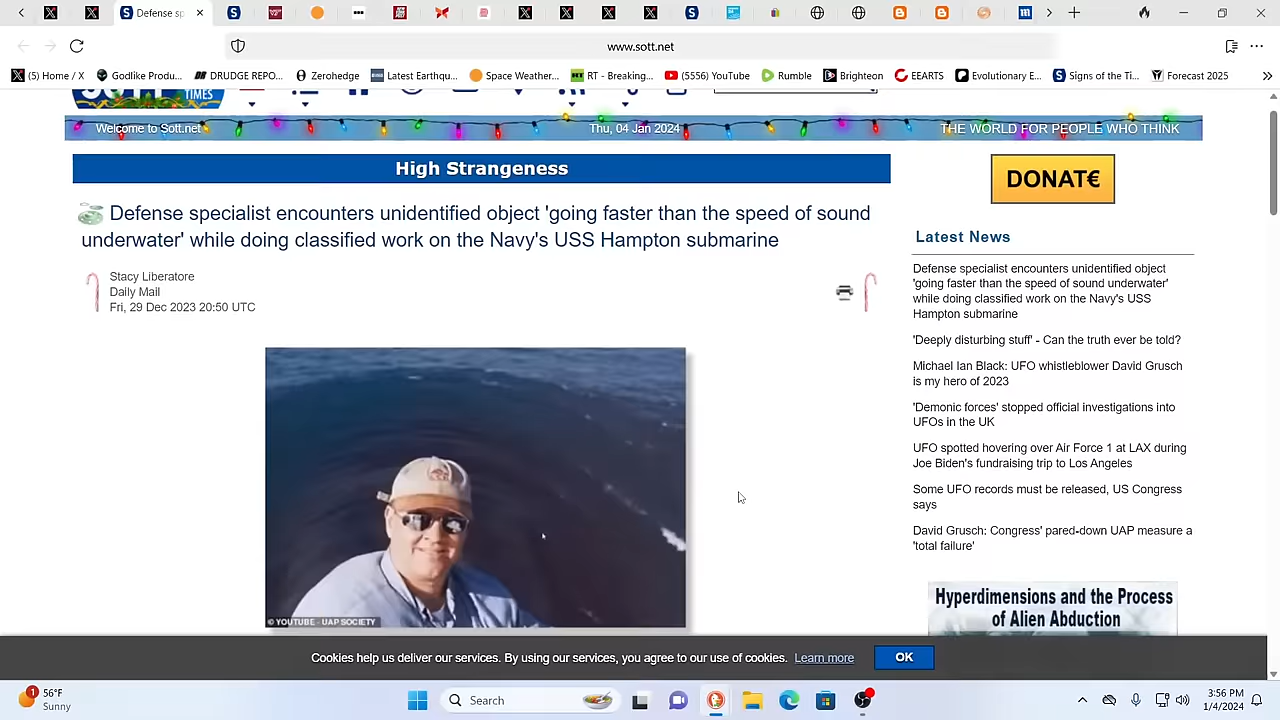 Defense sp
www.sott.net
(5) Home / X
Godlike Produ...
DRUDGE REPO...
Zerohedge
Latest Earthqu...
Space Weather...
RT - Breaking...
(5556) YouTube
Rumble
Brighteon
EEARTS
Evolutionary E...
Signs of the Ti...
Forecast 2025
TIMES
Welcome to Sott.net
Thu, 04 Jan 2024
THE WORLD FOR PEOPLE WHO THINK
High Strangeness
Defense specialist encounters unidentified object 'going faster than the speed of sound
underwater' while doing classified work on the Navy's USS Hampton submarine
Stacy Liberatore
Daily Mail
Fri, 29 Dec 2023 20:50 UTC
© YOUTUBE - UAP SOCIETY
DONAT€
Latest News
Defense specialist encounters unidentified object
'going faster than the speed of sound underwater'
while doing classified work on the Navy's USS
Hampton submarine
'Deeply disturbing stuff' - Can the truth ever be told?
Michael Ian Black: UFO whistleblower David Grusch
is my hero of 2023
'Demonic forces' stopped official investigations into
UFOs in the UK
UFO spotted hovering over Air Force 1 at LAX during
Joe Biden's fundraising trip to Los Angeles
Some UFO records must be released, US Congress
says
David Grusch: Congress' pared-down UAP measure a
'total failure'
Hyperdimensions and the Process
of Alien Abduction
Cookies help us deliver our services. By using our services, you agree to our use of cookies. Learn more
OK
1
56°F
Sunny
Search
3:56 PM
1/4/2024